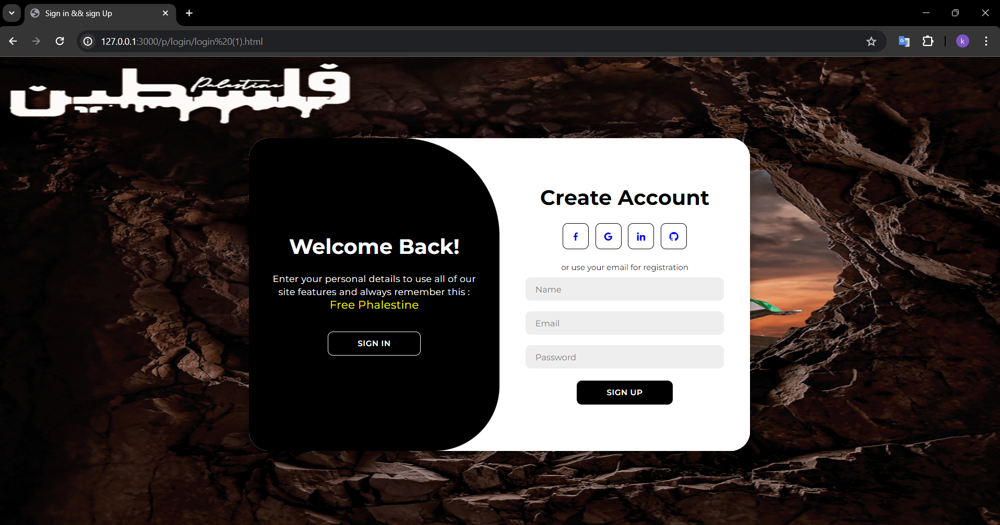 Sign in && sign Up
127.0.0.1:3000/p/login/login%20(1).html
k
فلسطين
Palestine
Welcome Back!
Enter your personal details to use all of our
site features and always remember this :
Free Phalestine
SIGN IN
Create Account
f
G
in
or use your email for registration
Name
Email
Password
SIGN UP